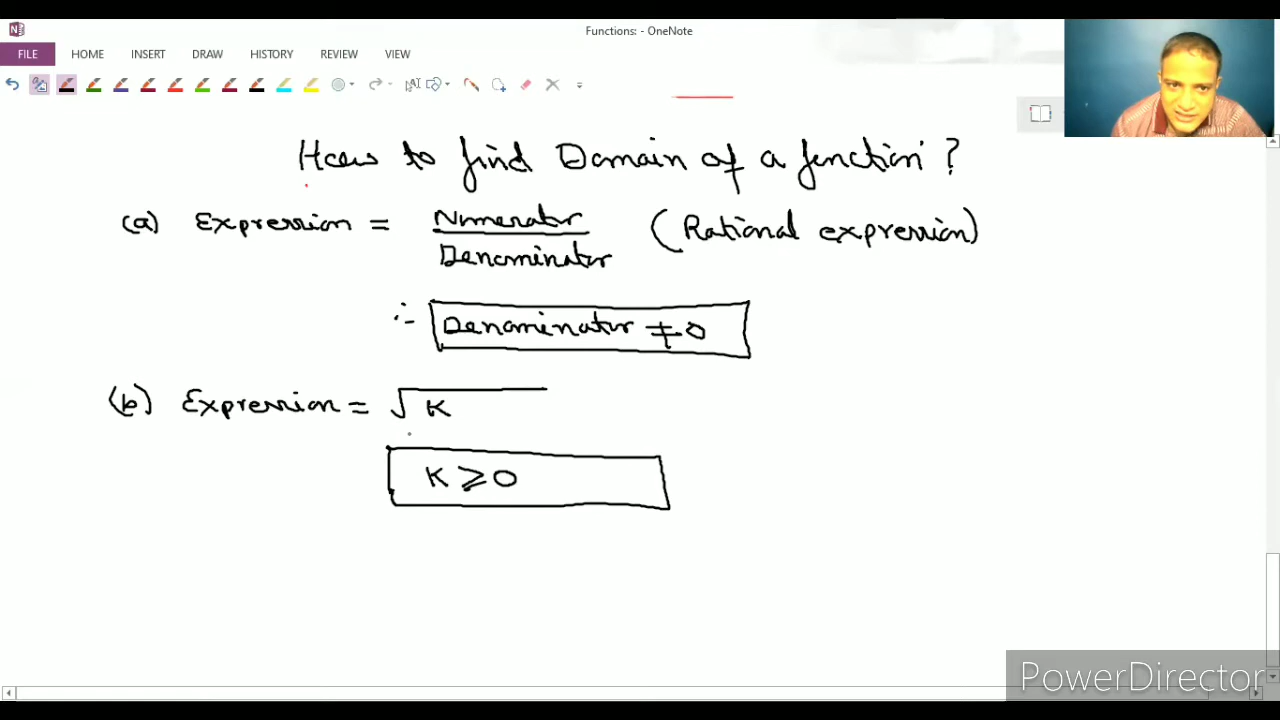 Functions: - OneNote
FILE HOME INSERT DRAW HISTORY REVIEW VIEW
How to find Domain of a function?
(a) Expression = Numerator / Denominator (Rational expression)
∴ Denominator ≠ 0
(b) Expression = √K
K ⩾ 0
PowerDirector